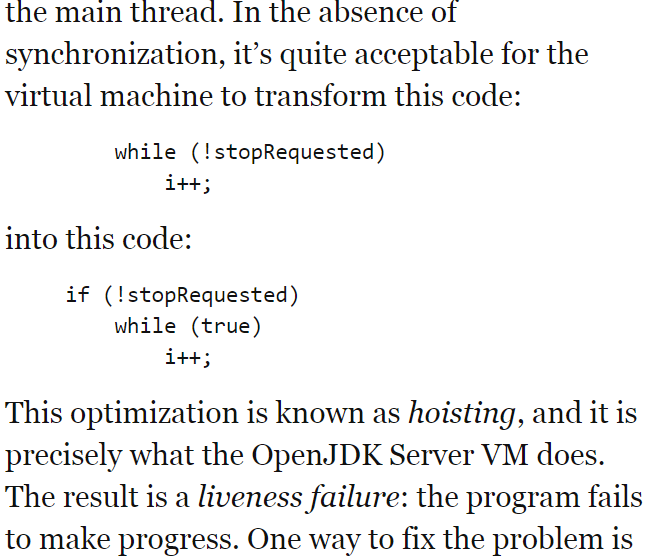 the main thread. In the absence of
synchronization, it’s quite acceptable for the
virtual machine to transform this code:
while (!stopRequested)
i++;
into this code:
if (!stopRequested)
while (true)
i++;
This optimization is known as hoisting, and it is
precisely what the OpenJDK Server VM does.
The result is a liveness failure: the program fails
to make progress. One way to fix the problem is